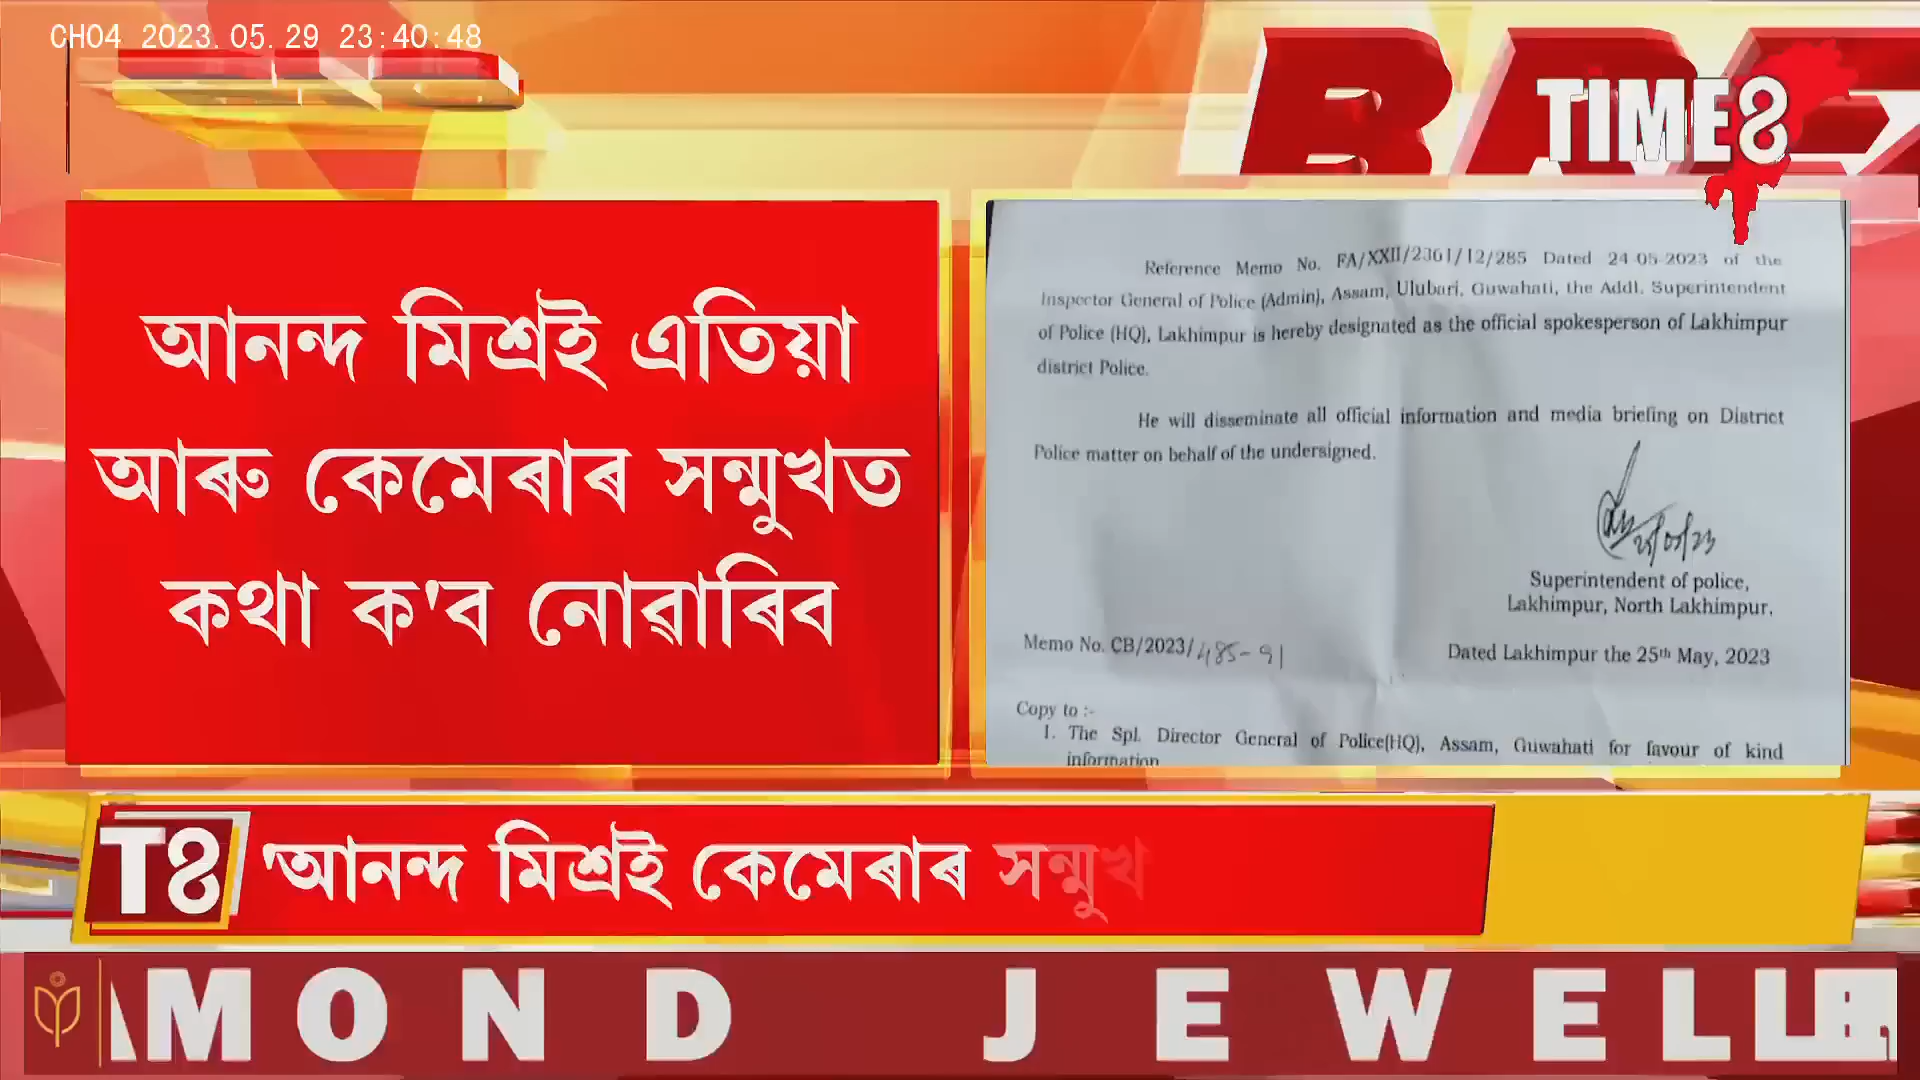 CH04 2023.05.29 23:40:48
TIME8
আনন্দ মিশ্ৰই এতিয়া
আৰু কেমেৰাৰ সন্মুখত
কথা ক'ব নোৱাৰিব
Reference Memo No. FA/XXII/2361/12/285 Dated 24-05-2023 of the
Inspector General of Police (Admin), Assam, Ulubari, Guwahati, the Addl. Superintendent
of Police (HQ), Lakhimpur is hereby designated as the official spokesperson of Lakhimpur
district Police.
He will disseminate all official information and media briefing on District
Police matter on behalf of the undersigned.
Superintendent of police,
Lakhimpur, North Lakhimpur.
Memo No. CB/2023/485-91
Dated Lakhimpur the 25th May, 2023
Copy to :-
1. The Spl. Director General of Police(HQ), Assam, Guwahati for favour of kind
information
T8 'আনন্দ মিশ্ৰই কেমেৰাৰ সন্মুখ
AMOND JEWELL